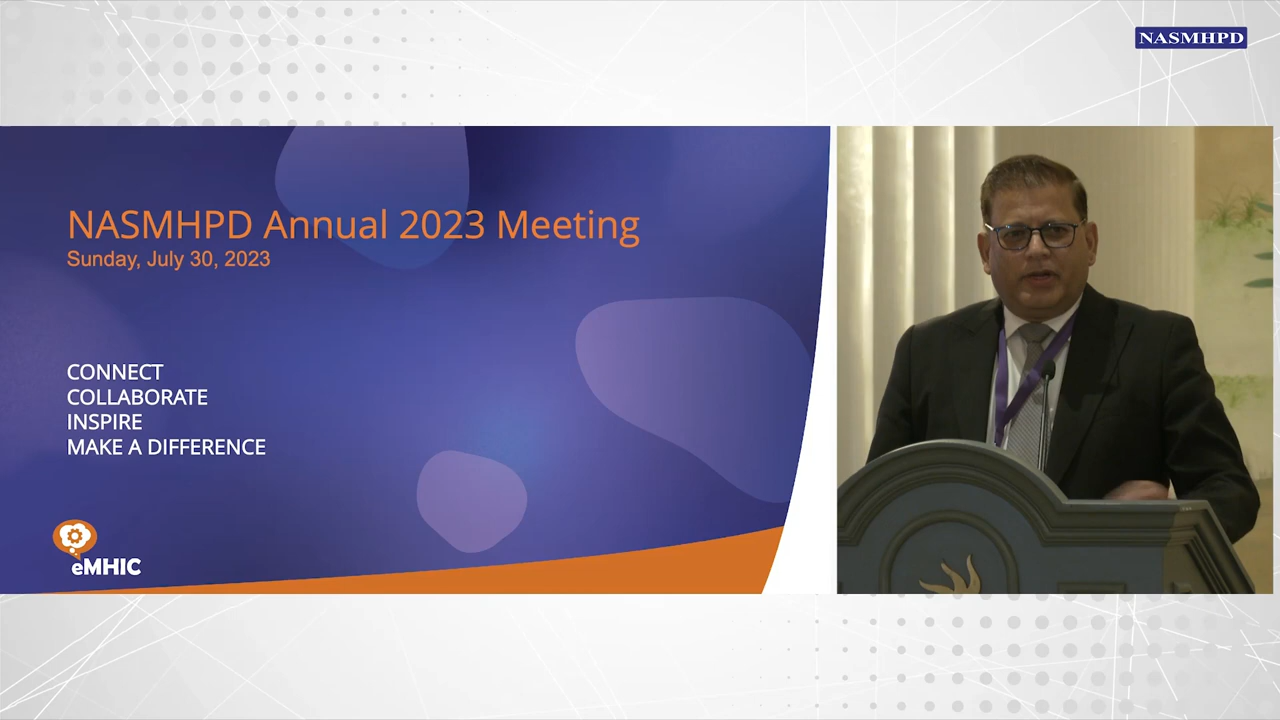 NASMHPD
NASMHPD Annual 2023 Meeting
Sunday, July 30, 2023
CONNECT
COLLABORATE
INSPIRE
MAKE A DIFFERENCE
eMHIC